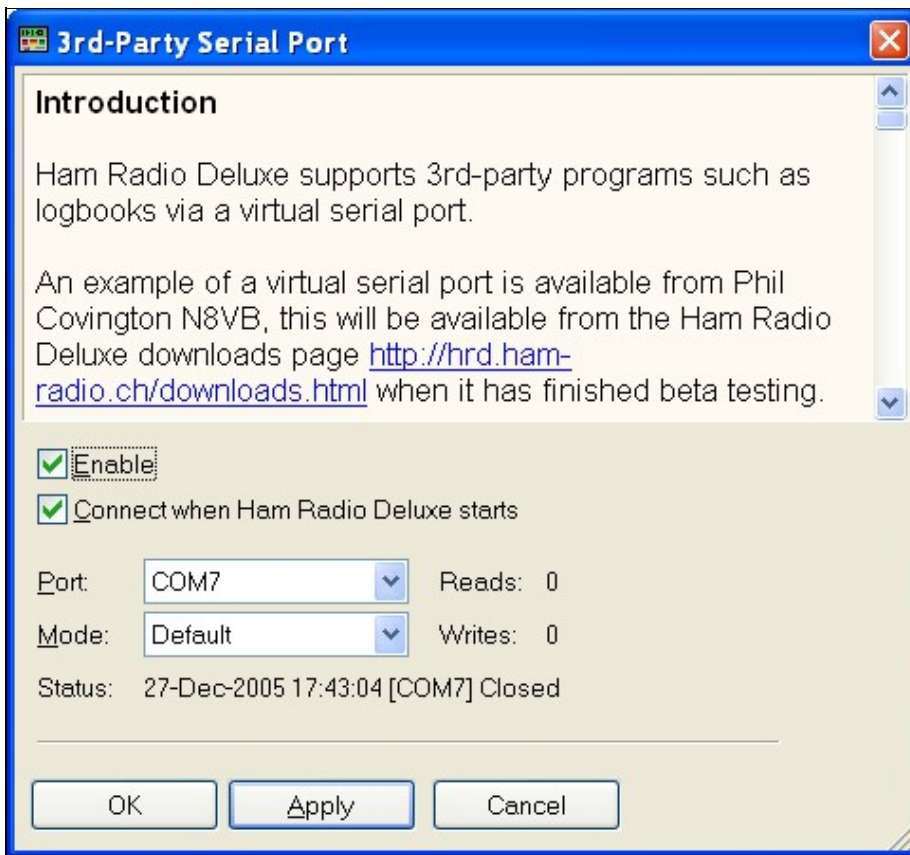 3rd-Party Serial Port
Introduction
Ham Radio Deluxe supports 3rd-party programs such as
logbooks via a virtual serial port.
An example of a virtual serial port is available from Phil
Covington N8VB, this will be available from the Ham Radio
Deluxe downloads page http://hrd.ham-
radio.ch/downloads.html when it has finished beta testing.
Enable
Connect when Ham Radio Deluxe starts
Port: COM7 Reads: 0
Mode: Default Writes: 0
Status: 27-Dec-2005 17:43:04 [COM7] Closed
OK Apply Cancel